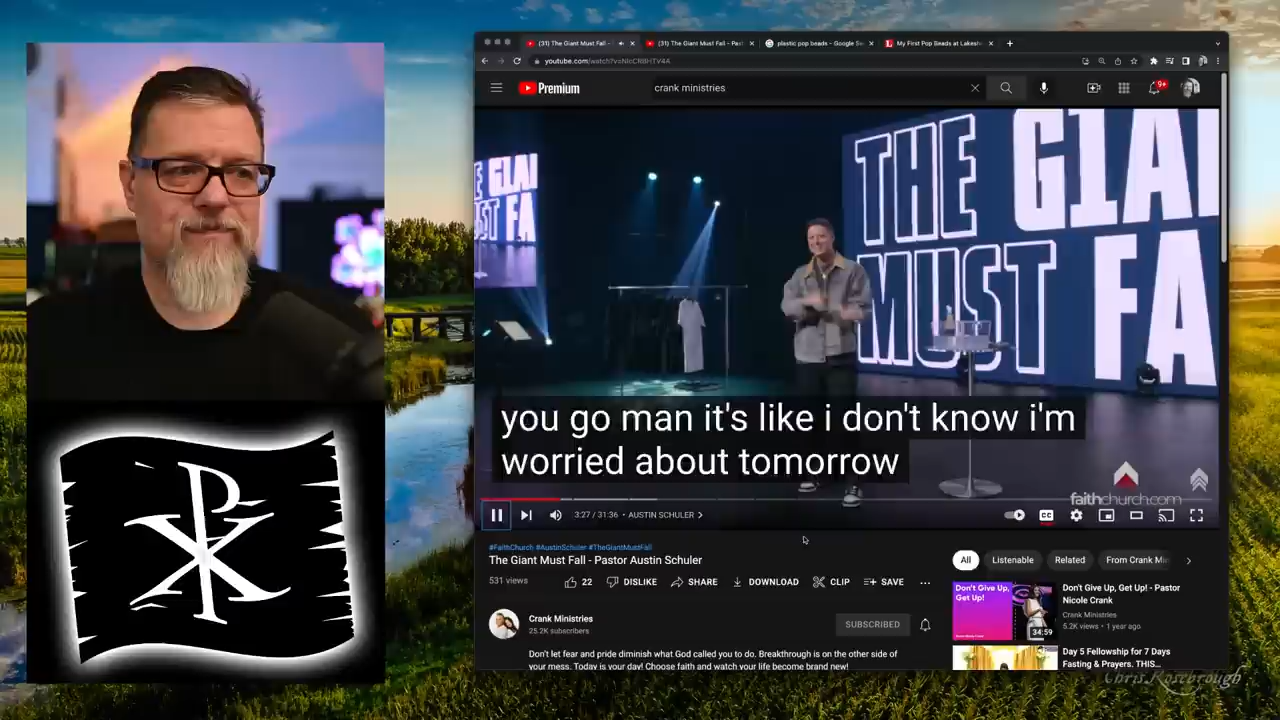 (31) The Giant Must Fall -
(31) The Giant Must Fall - Past
plastic pop beads - Google Se
My First Pop Beads at Lakesh
youtube.com/watch?v=
Premium
crank ministries
9+
E GIAN
UST FA
THE GIAN
MUST FA
you go man it's like i don't know i'm
worried about tomorrow
faithchurch.com
3:27 / 31:36 • AUSTIN SCHULER >
CC
#FaithChurch #AustinSchuler #TheGiantMustFall
The Giant Must Fall - Pastor Austin Schuler
531 views
22
DISLIKE
SHARE
DOWNLOAD
CLIP
SAVE
...
Crank Ministries
25.2K subscribers
SUBSCRIBED
Don't let fear and pride diminish what God called you to do. Breakthrough is on the other side of
your mess. Today is your day! Choose faith and watch your life become brand new!
All
Listenable
Related
From Crank Mi
Don't Give Up,
Get Up!
34:59
Don't Give Up, Get Up! - Pastor
Nicole Crank
Crank Ministries
5.2K views • 1 year ago
Day 5 Fellowship for 7 Days
Fasting & Prayers. THIS...
Chris Rosebrough